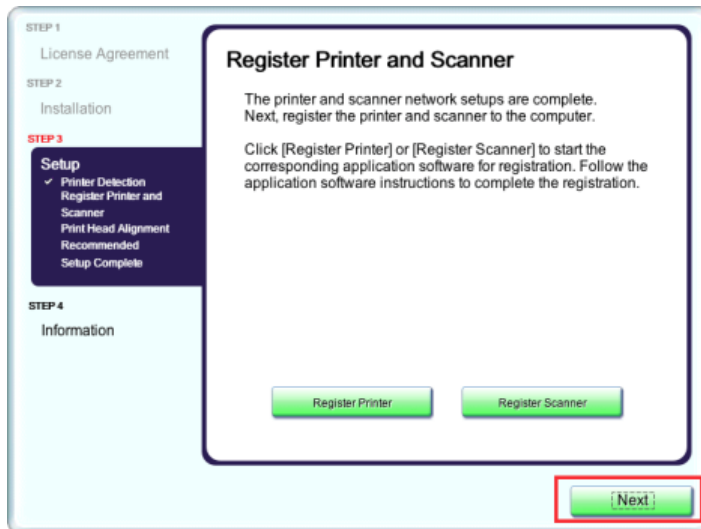 STEP 1
License Agreement
STEP 2
Installation
STEP 3
Setup
✓ Printer Detection
Register Printer and
Scanner
Print Head Alignment
Recommended
Setup Complete
STEP 4
Information
Register Printer and Scanner
The printer and scanner network setups are complete.
Next, register the printer and scanner to the computer.
Click [Register Printer] or [Register Scanner] to start the
corresponding application software for registration. Follow the
application software instructions to complete the registration.
Register Printer
Register Scanner
Next